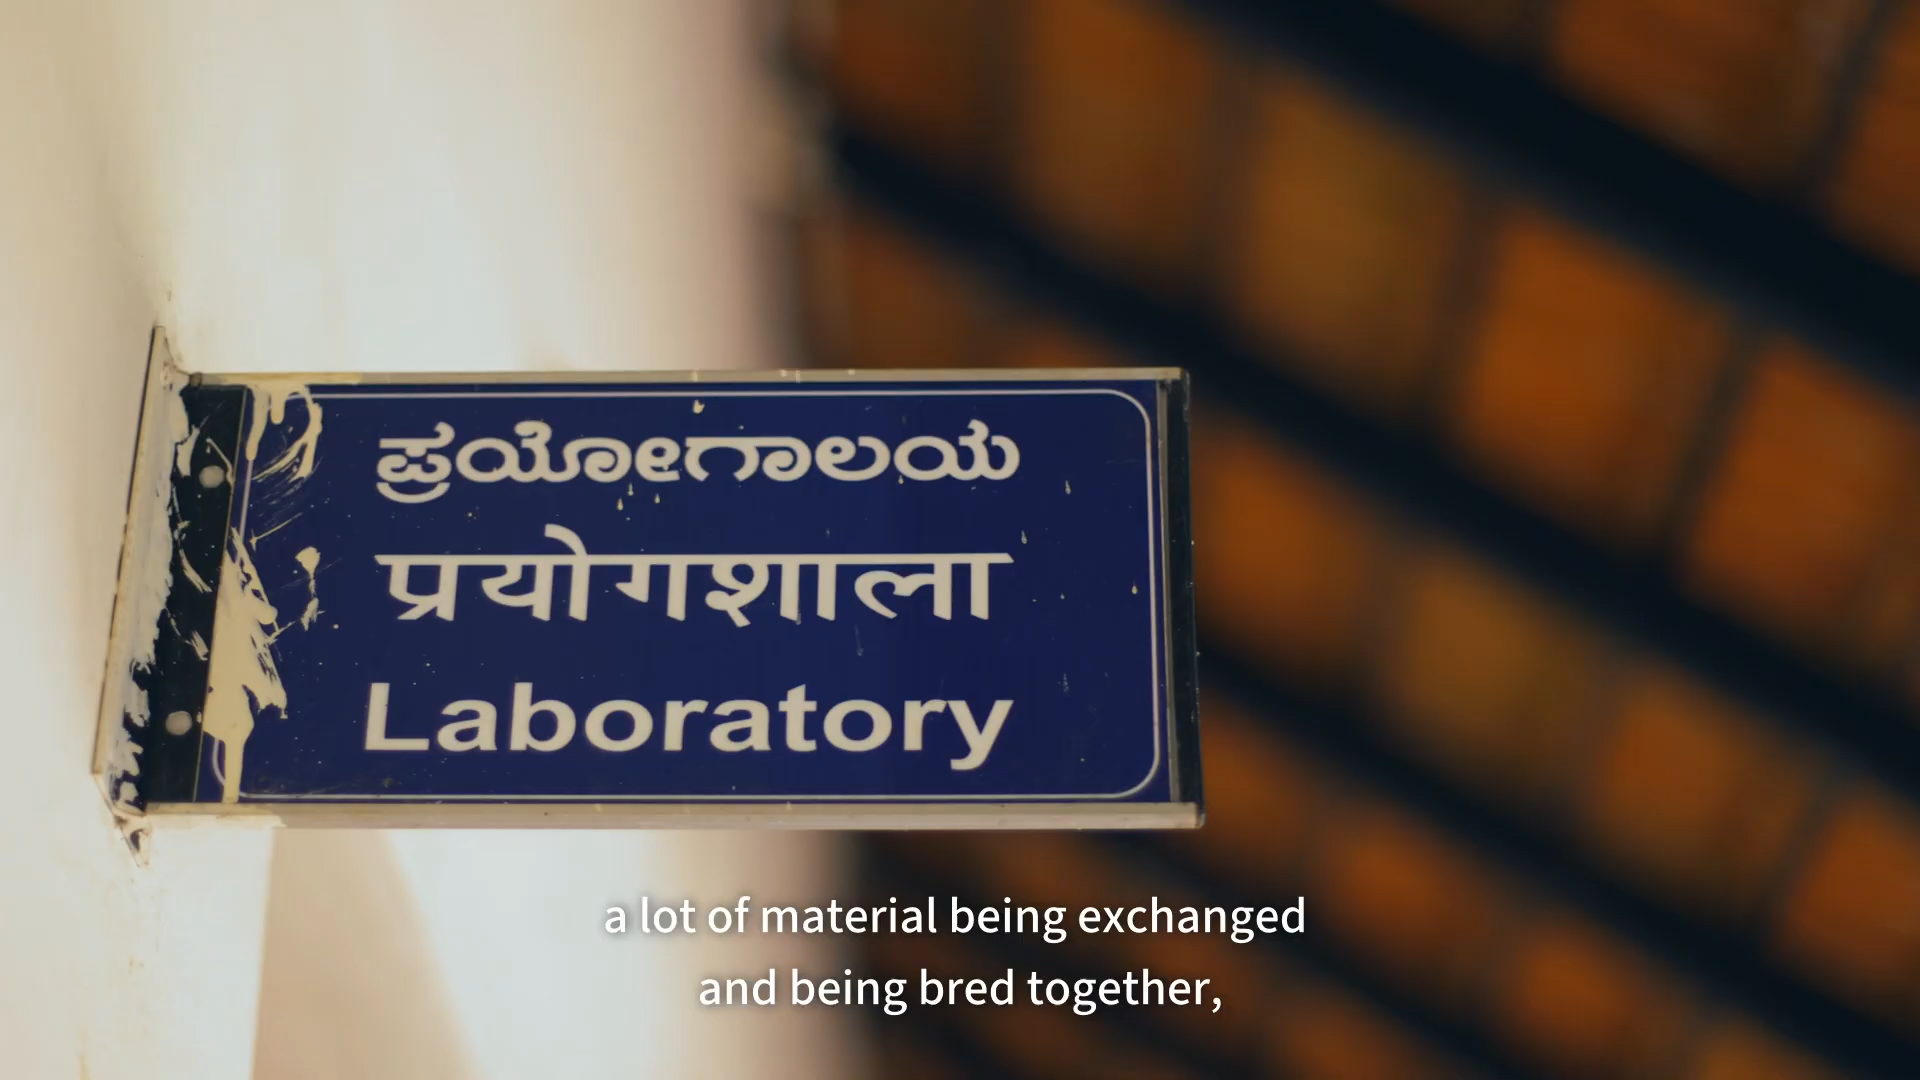 ಪ್ರಯೋಗಾಲಯ
प्रयोगशाला
Laboratory
a lot of material being exchanged
and being bred together,